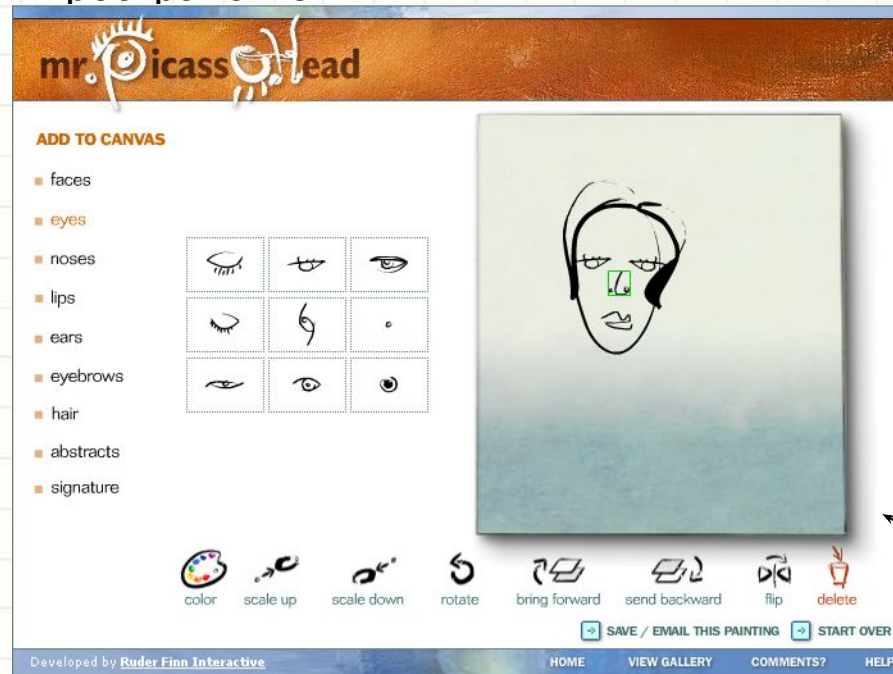 mr. PicassoHead
ADD TO CANVAS
faces
eyes
noses
lips
ears
eyebrows
hair
abstracts
signature
color scale up scale down rotate bring forward send backward flip delete
SAVE / EMAIL THIS PAINTING START OVER
Developed by Ruder Finn Interactive HOME VIEW GALLERY COMMENTS? HELP